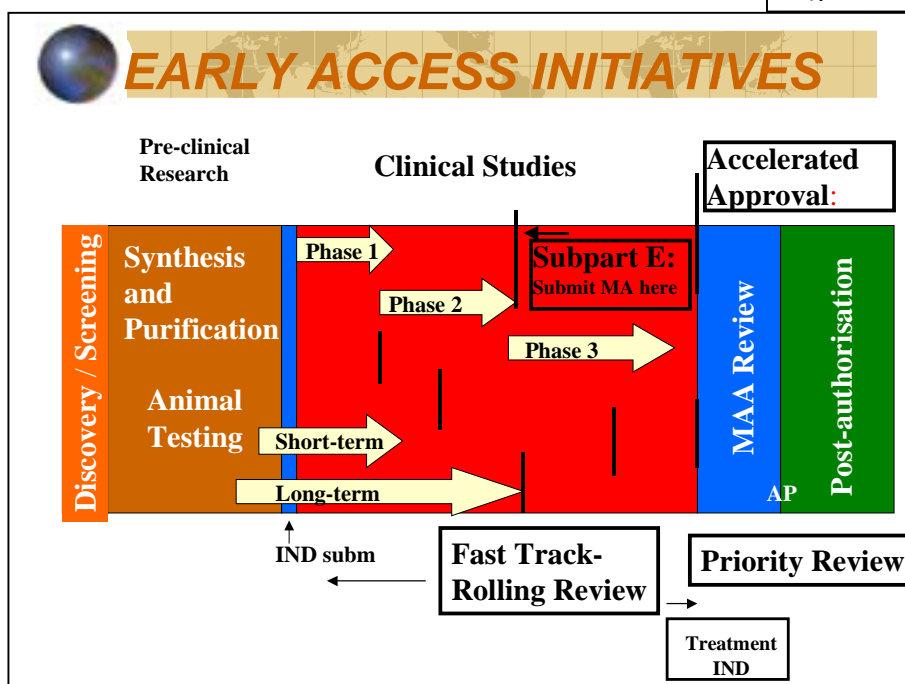 EARLY ACCESS INITIATIVES
Pre-clinical
Research
Clinical Studies
Accelerated
Approval:
Discovery / Screening
Synthesis
and
Purification
Animal
Testing
Phase 1
Phase 2
Subpart E:
Submit MA here
Phase 3
Short-term
Long-term
MAA Review
AP
Post-authorisation
IND subm
Fast Track-
Rolling Review
Priority Review
Treatment
IND